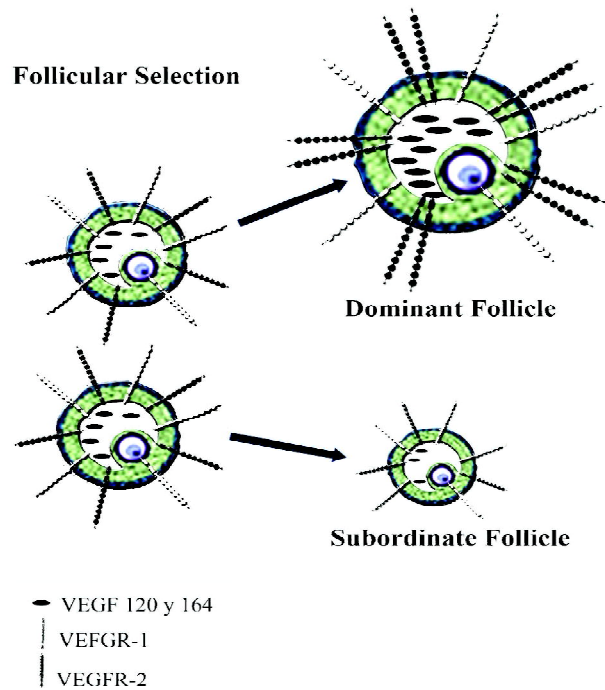 Follicular Selection
Dominant Follicle
Subordinate Follicle
VEGF 120 y 164
VEFGR-1
VEGFR-2